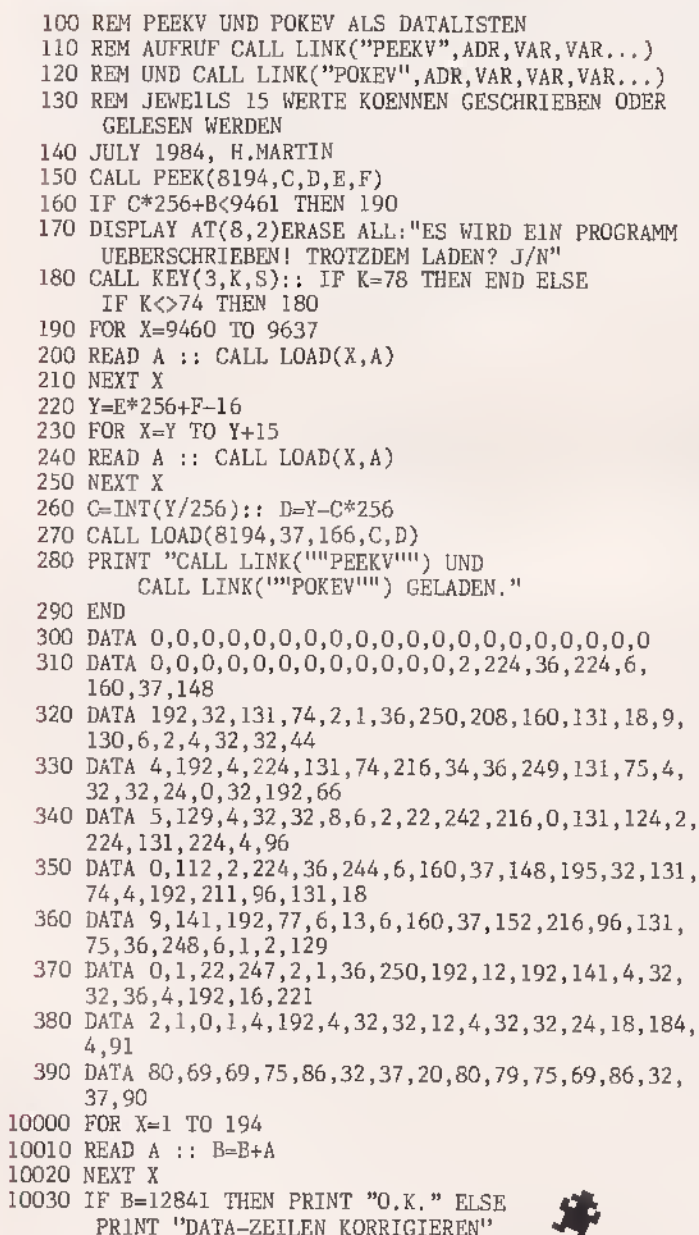 100 REM PEEKV UND POKEV ALS DATALISTEN
110 REM AUFRUF CALL LINK("PEEKV",ADR,VAR,VAR...)
120 REM UND CALL LINK("POKEV",ADR,VAR,VAR,VAR...)
130 REM JEWEILS 15 WERTE KOENNEN GESCHRIEBEN ODER
GELESEN WERDEN
140 JULY 1984, H.MARTIN
150 CALL PEEK(8194,C,D,E,F)
160 IF C*256+B<9461 THEN 190
170 DISPLAY AT(8,2)ERASE ALL:"ES WIRD EIN PROGRAMM
UEBERSCHRIEBEN! TROTZDEM LADEN? J/N"
180 CALL KEY(3,K,S):: IF K=78 THEN END ELSE
IF K<>74 THEN 180
190 FOR X=9460 TO 9637
200 READ A :: CALL LOAD(X,A)
210 NEXT X
220 Y=E*256+F-16
230 FOR X=Y TO Y+15
240 READ A :: CALL LOAD(X,A)
250 NEXT X
260 C=INT(Y/256):: D=Y-C*256
270 CALL LOAD(8194,37,166,C,D)
280 PRINT "CALL LINK(""PEEKV"") UND
CALL LINK(""POKEV"") GELADEN."
290 END
300 DATA 0,0,0,0,0,0,0,0,0,0,0,0,0,0,0,0,0,0,0,0
310 DATA 0,0,0,0,0,0,0,0,0,0,0,0,2,224,36,224,6,
160,37,148
320 DATA 192,32,131,74,2,1,36,250,208,160,131,18,9,
130,6,2,4,32,32,44
330 DATA 4,192,4,224,131,74,216,34,36,249,131,75,4,
32,32,24,0,32,192,66
340 DATA 5,129,4,32,32,8,6,2,22,242,216,0,131,124,2,
224,131,224,4,96
350 DATA 0,112,2,224,36,244,6,160,37,148,195,32,131,
74,4,192,211,96,131,18
360 DATA 9,141,192,77,6,13,6,160,37,152,216,96,131,
75,36,248,6,1,2,129
370 DATA 0,1,22,247,2,1,36,250,192,12,192,141,4,32,
32,36,4,192,16,221
380 DATA 2,1,0,1,4,192,4,32,32,12,4,32,32,24,18,184,
4,91
390 DATA 80,69,69,75,86,32,37,20,80,79,75,69,86,32,
37,90
10000 FOR X=1 TO 194
10010 READ A :: B=B+A
10020 NEXT X
10030 IF B=12841 THEN PRINT "O.K." ELSE
PRINT "DATA-ZEILEN KORRIGIEREN"